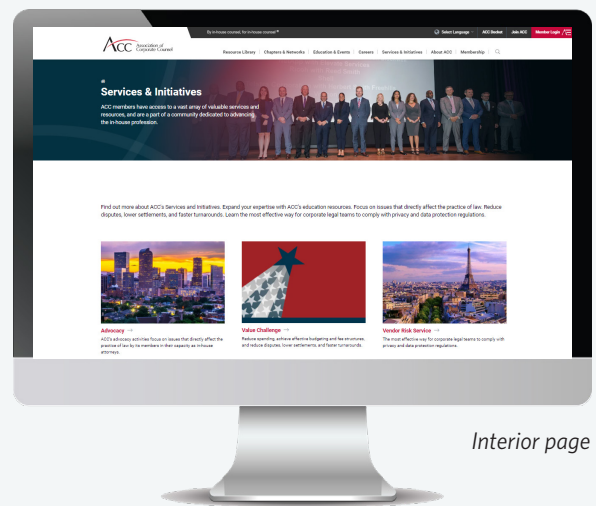 By in-house counsel, for in-house counsel.®
Select Language
ACC Docket
Join ACC
Member Login
ACC Association of
Corporate Counsel
Resource Library | Chapters & Networks | Education & Events | Careers | Services & Initiatives | About ACC | Membership
Services & Initiatives
ACC members have access to a vast array of valuable services and
resources, and are a part of a community dedicated to advancing
the in-house profession.
Find out more about ACC's Services and Initiatives. Expand your expertise with ACC's education resources. Focus on issues that directly affect the practice of law. Reduce
disputes, lower settlements, and faster turnarounds. Learn the most effective way for corporate legal teams to comply with privacy and data protection regulations.
Advocacy →
ACC's advocacy activities focus on issues that directly affect the
practice of law by its members in their capacity as in-house
attorneys.
Value Challenge →
Reduce spending, achieve effective budgeting and fee structures,
and reduce disputes, lower settlements, and faster turnarounds.
Vendor Risk Service →
The most effective way for corporate legal teams to comply with
privacy and data protection regulations.
Interior page